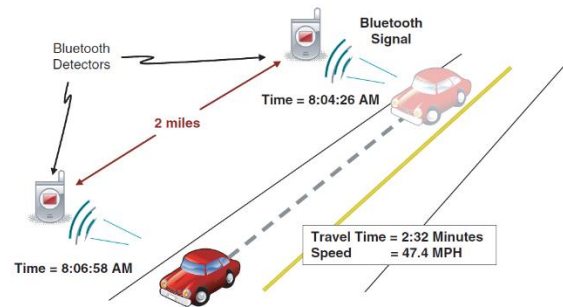 Bluetooth
Signal
Bluetooth
Detectors
Time = 8:04:26 AM
2 miles
Time = 8:06:58 AM
Travel Time = 2:32 Minutes
Speed = 47.4 MPH